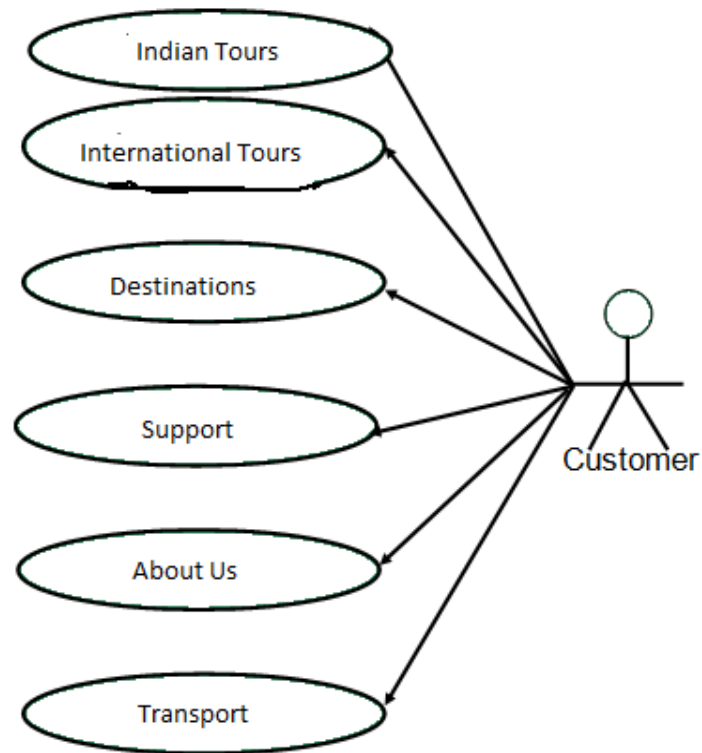 Indian Tours
International Tours
Destinations
Support
Customer
About Us
Transport